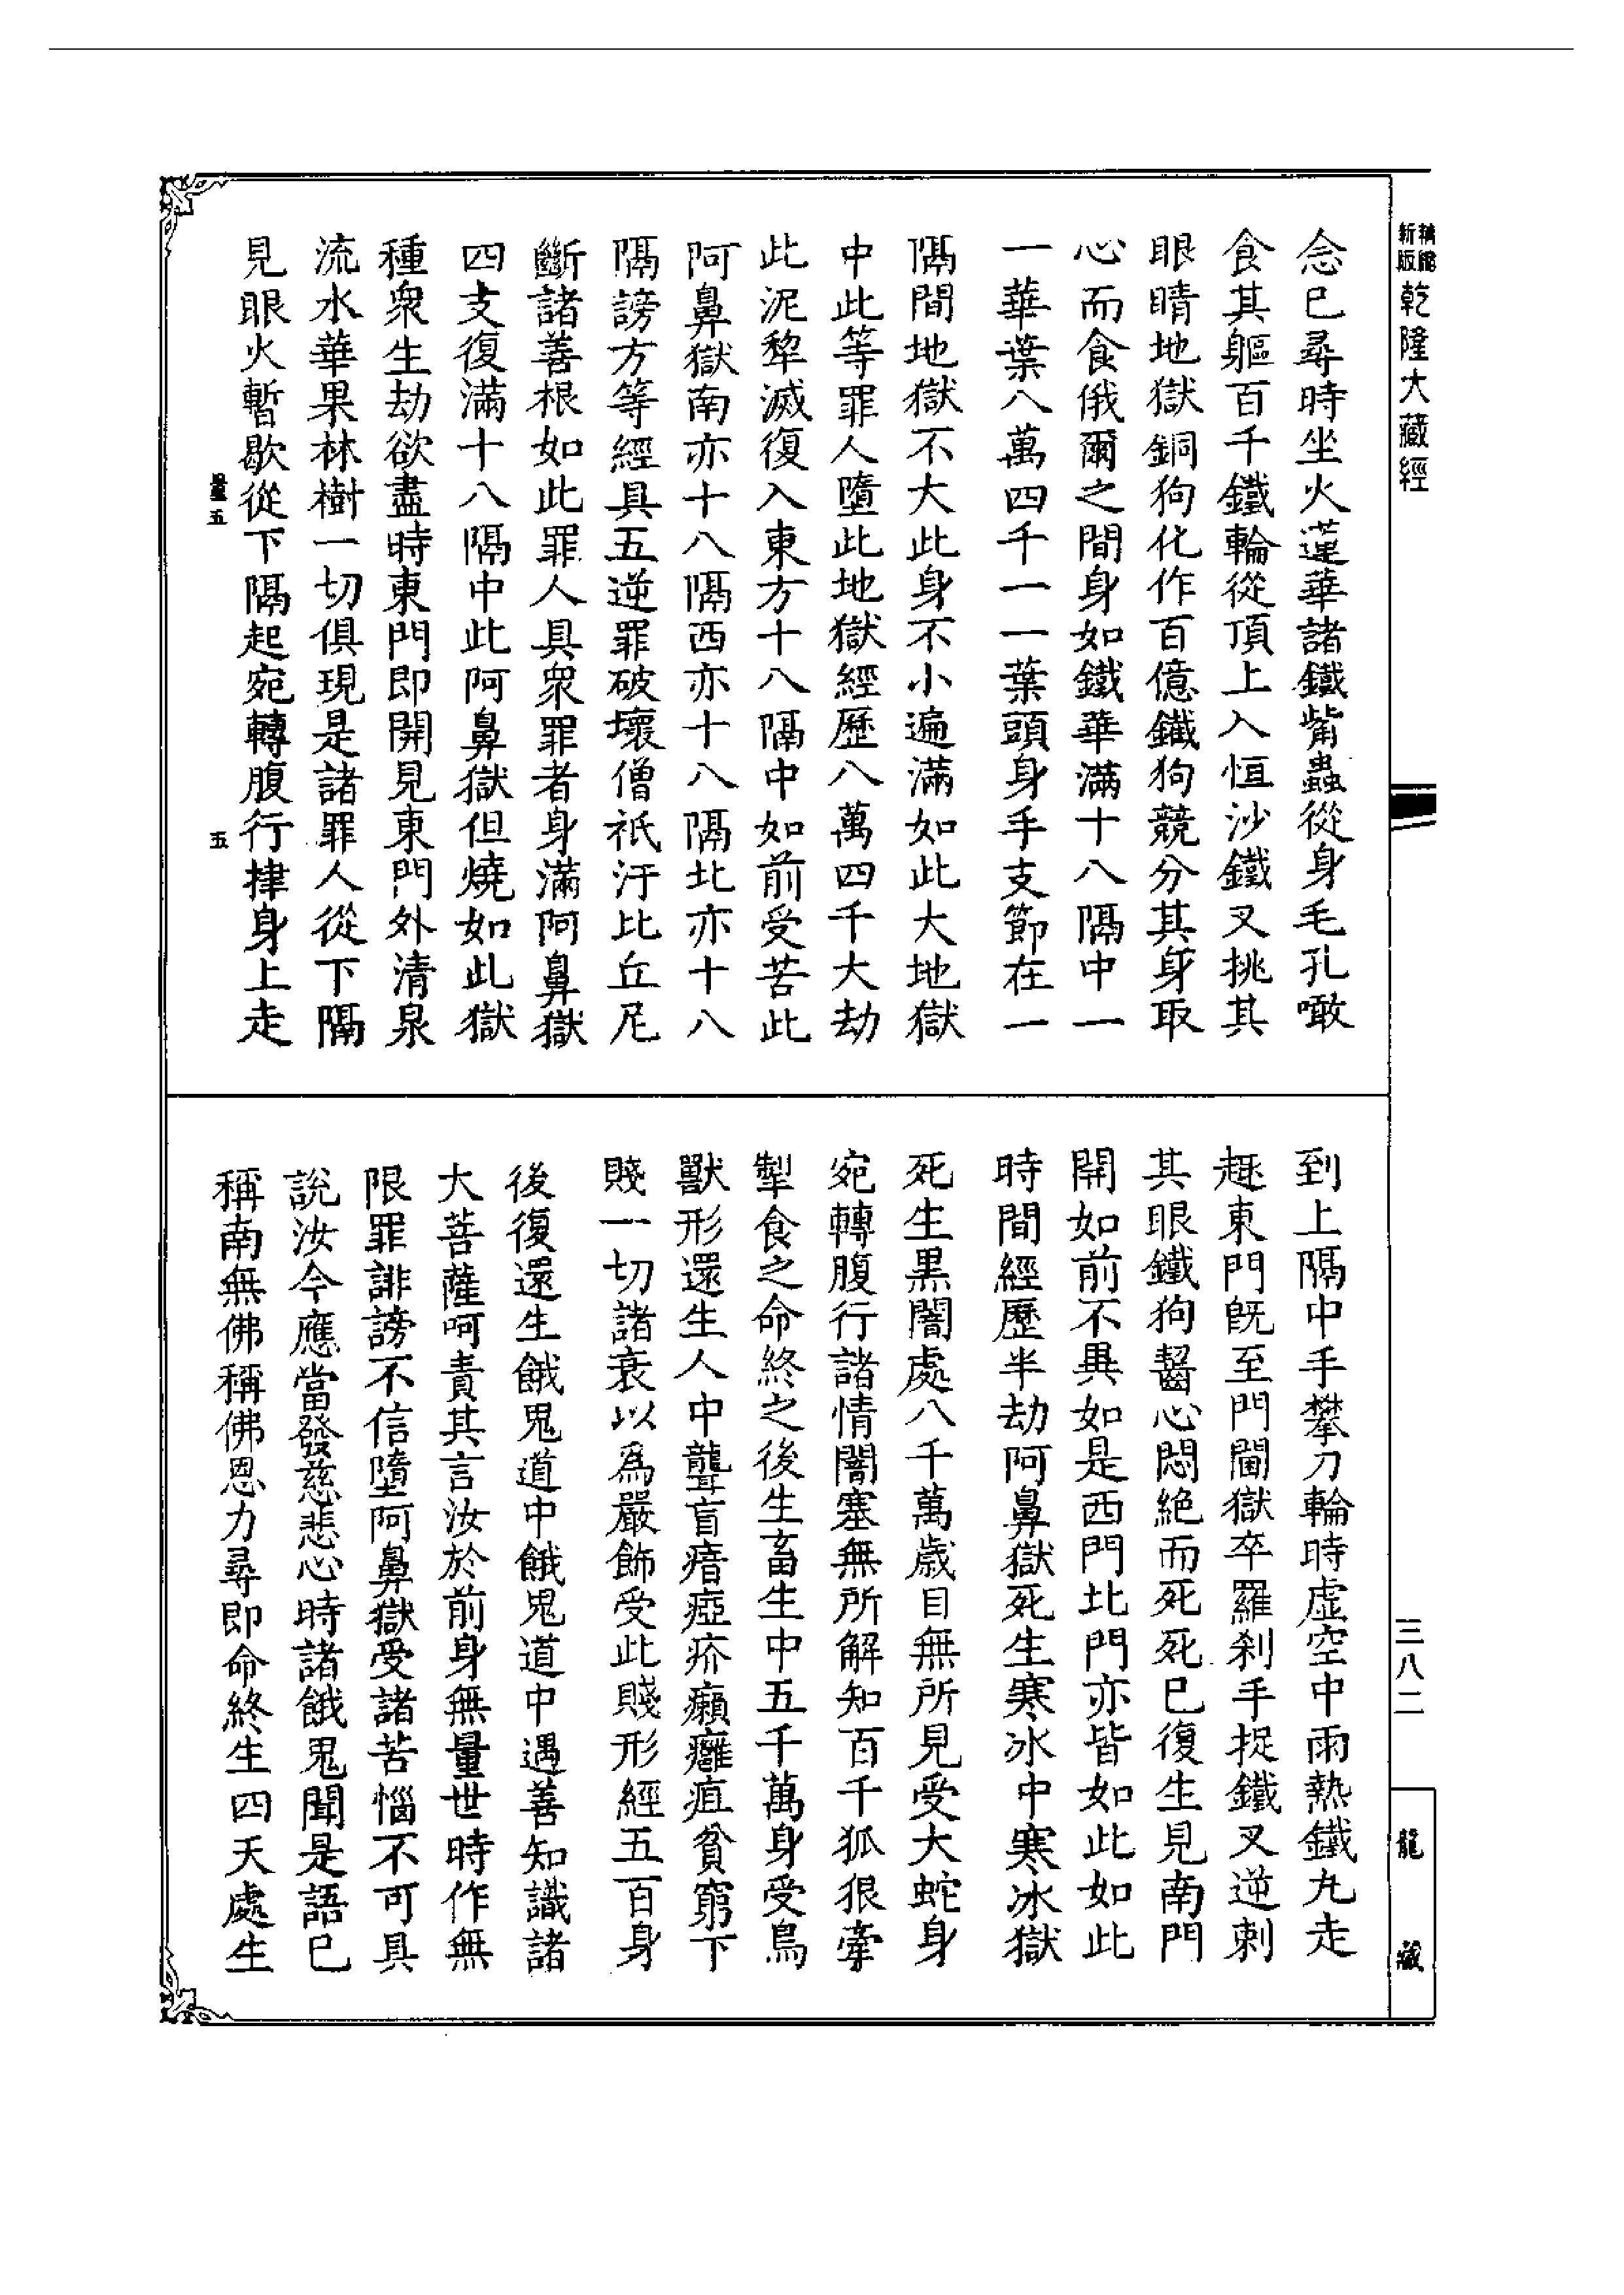 新版
乾隆大藏經
三八二
龍藏
念已尋時坐火蓮華諸鐵觜蟲從身毛孔噉
食其軀百千鐵輪從頂上入恒沙鐵叉挑其
眼睛地獄銅狗化作百億鐵狗競分其身取
心而食俄爾之間身如鐵華滿十八隔中一
一華葉八萬四千一一葉頭身手支節在一
隔間地獄不大此身不小遍滿如此大地獄
中此等罪人墮此地獄經歷八萬四千大劫
此泥犂滅復入東方十八隔中如前受苦此
阿鼻獄南亦十八隔西亦十八隔北亦十八
隔謗方等經具五逆罪破壞僧祇汙比丘尼
斷諸善根如此罪人具衆罪者身滿阿鼻獄
四支復滿十八隔中此阿鼻獄但燒如此獄
種衆生劫欲盡時東門即開見東門外清泉
流水華果林樹一切俱現是諸罪人從下隔
見眼火暫歇從下隔起宛轉腹行捽身上走
量五
五
到上隔中手攀刀輪時虛空中雨熱鐵丸走
趣東門旣至門閫獄卒羅刹手捉鐵叉逆刺
其眼鐵狗齧心悶絕而死死已復生見南門
開如前不異如是西門北門亦皆如此如此
時間經歷半劫阿鼻獄死生寒冰中寒冰獄
死生黑闇處八千萬歲目無所見受大蛇身
宛轉腹行諸情闇塞無所解知百千狐狼牽
掣食之命終之後生畜生中五千萬身受鳥
獸形還生人中聾盲瘖瘂疥癩癰疽貧窮下
賤一切諸衰以爲嚴飾受此賤形經五百身
後復還生餓鬼道中餓鬼道中遇善知識諸
大菩薩呵責其言汝於前身無量世時作無
限罪誹謗不信墮阿鼻獄受諸苦惱不可具
說汝今應當發慈悲心時諸餓鬼聞是語已
稱南無佛稱佛恩力尋即命終生四天處生